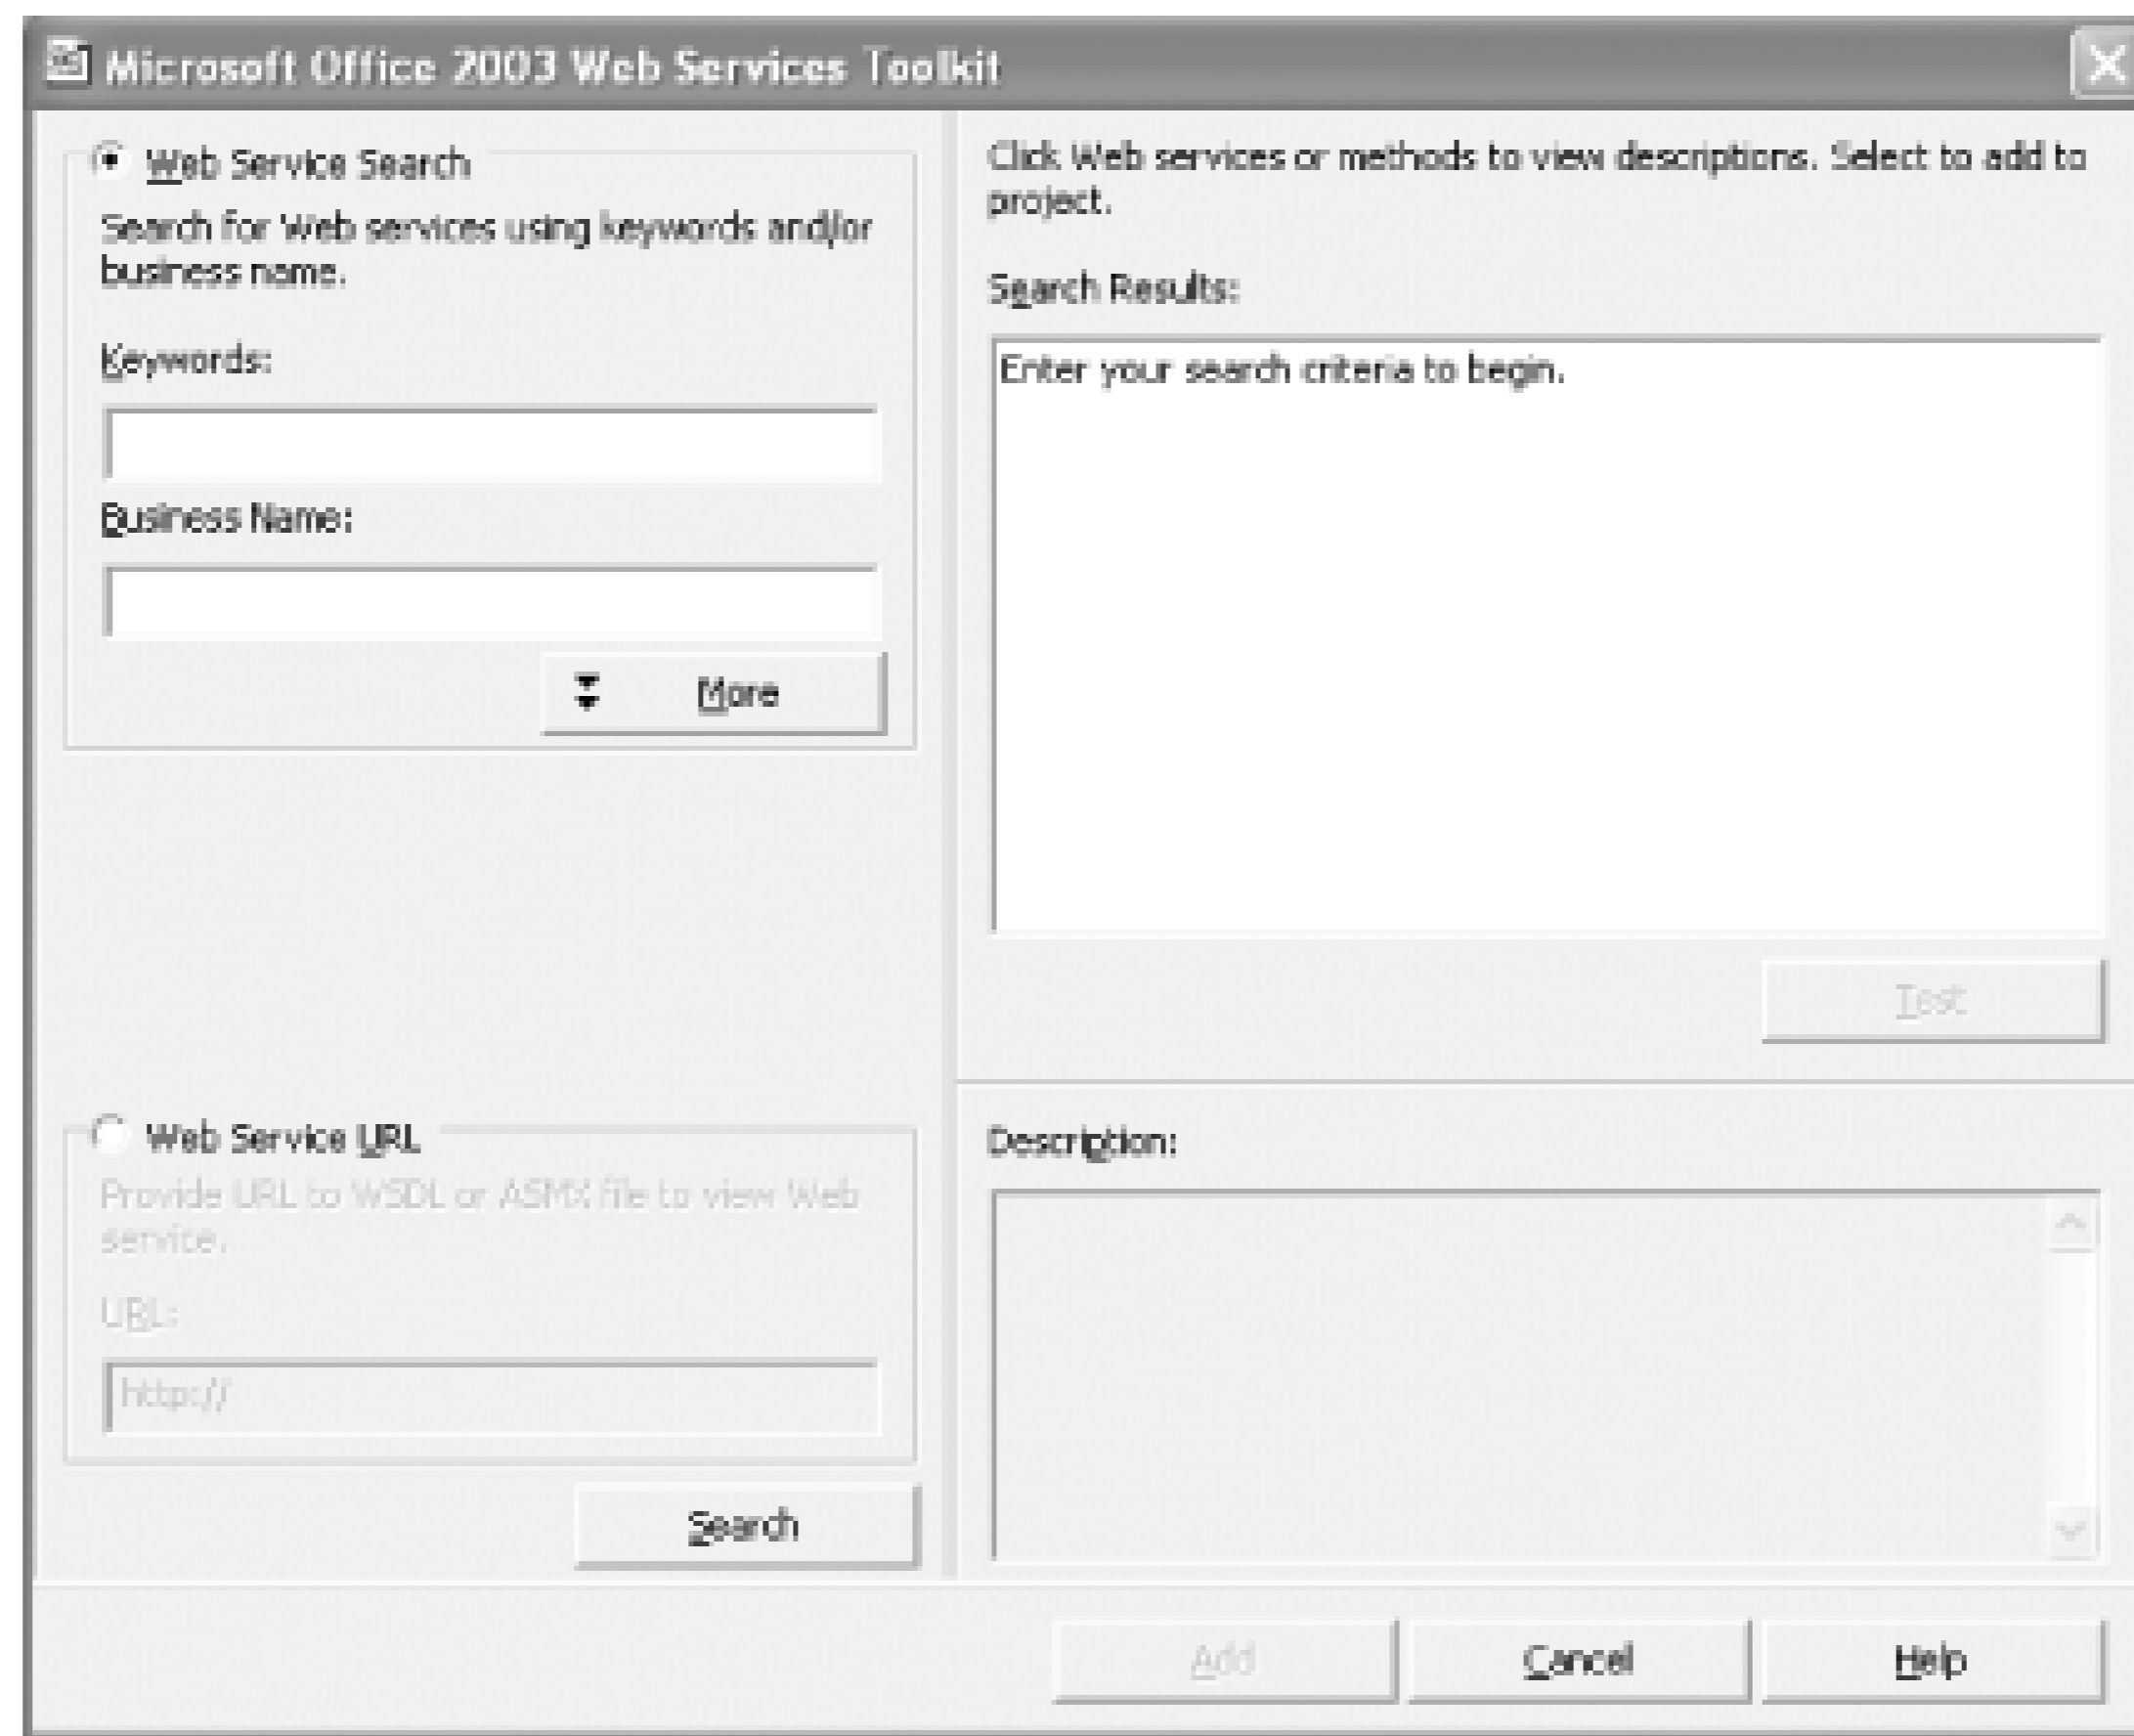 Microsoft Office 2003 Web Services Toolkit
Web Service Search
Search for Web services using keywords and/or
business name.
Keywords:
Business Name:
More
Web Service URL
Provide URL to WSDL or ASMX file to view Web
service.
URL:
http://
Search
Click Web services or methods to view descriptions. Select to add to
project.
Search Results:
Enter your search criteria to begin.
Test
Description:
Add
Cancel
Help